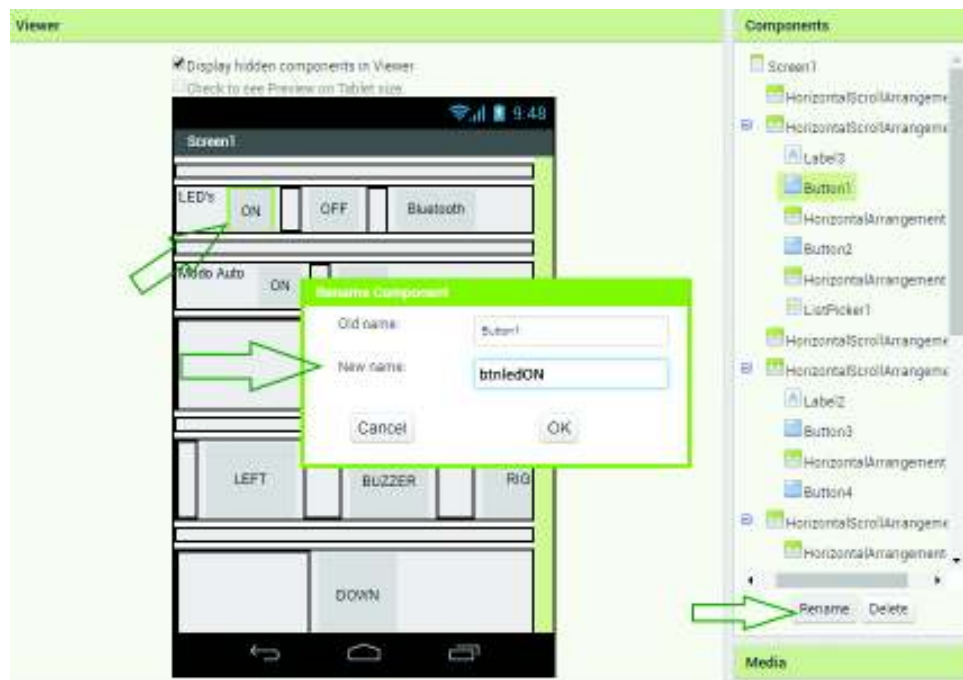 Viewer
Display hidden components in Viewer
Check to see Preview on Tablet size.
9:48
Screen1
LED's
ON
OFF
Bluetooth
Modo Auto
ON
Rename Component
Old name:
Button1
New name:
btnledON
Cancel
OK
LEFT
BUZZER
RIG
DOWN
Components
Screen1
HorizontalScrollArrangeme
HorizontalScrollArrangeme
Label3
Button1
HorizontalArrangement
Button2
HorizontalArrangement
ListPicker1
HorizontalScrollArrangeme
HorizontalScrollArrangeme
Label2
Button3
HorizontalArrangement
Button4
HorizontalScrollArrangeme
HorizontalArrangement
Rename
Delete
Media